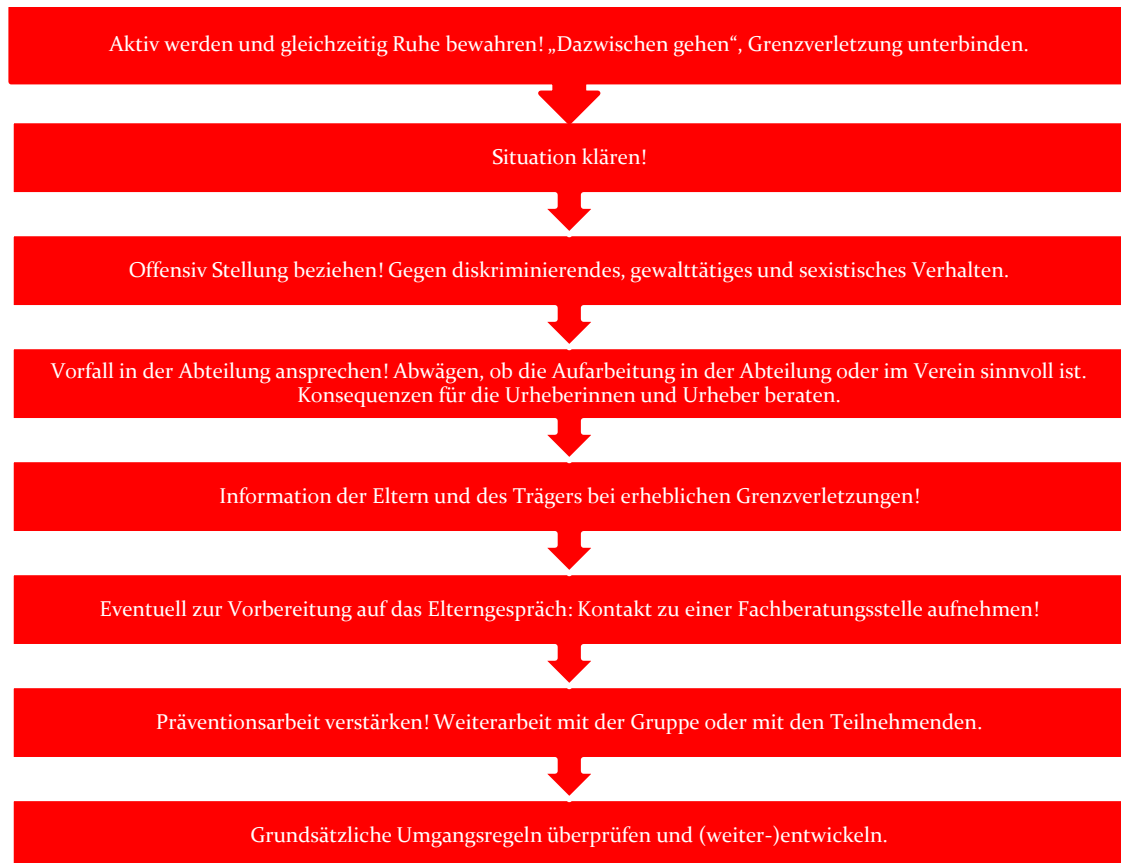 Aktiv werden und gleichzeitig Ruhe bewahren! „Dazwischen gehen“, Grenzverletzung unterbinden.
Situation klären!
Offensiv Stellung beziehen! Gegen diskriminierendes, gewalttätiges und sexistisches Verhalten.
Vorfall in der Abteilung ansprechen! Abwägen, ob die Aufarbeitung in der Abteilung oder im Verein sinnvoll ist.
Konsequenzen für die Urheberinnen und Urheber beraten.
Information der Eltern und des Trägers bei erheblichen Grenzverletzungen!
Eventuell zur Vorbereitung auf das Elterngespräch: Kontakt zu einer Fachberatungsstelle aufnehmen!
Präventionsarbeit verstärken! Weiterarbeit mit der Gruppe oder mit den Teilnehmenden.
Grundsätzliche Umgangsregeln überprüfen und (weiter-)entwickeln.